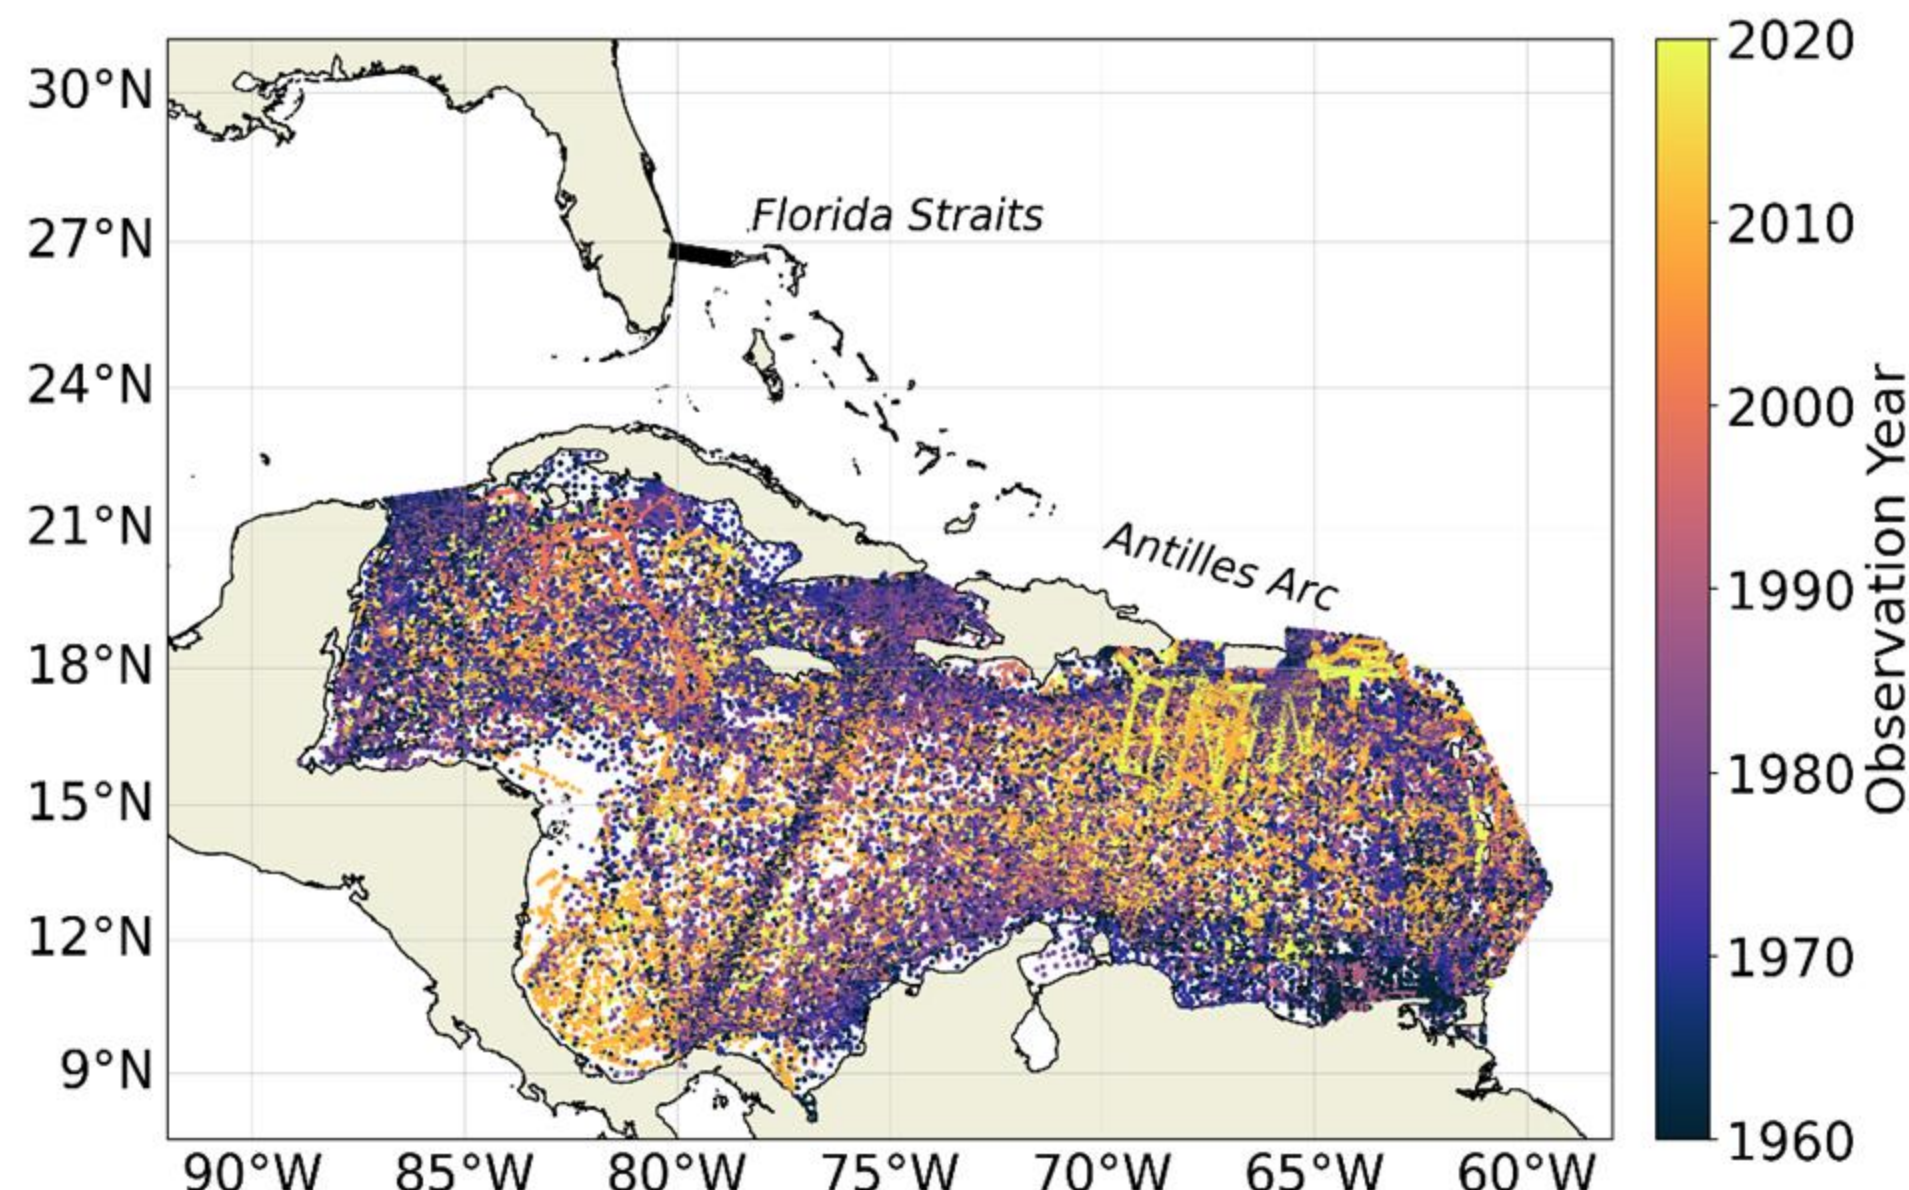 30°N
27°N
24°N
21°N
18°N
15°N
12°N
9°N
90°W
85°W
80°W
75°W
70°W
65°W
60°W
Florida Straits
Antilles Arc
2020
2010
2000
1990
1980
1970
1960
Observation Year